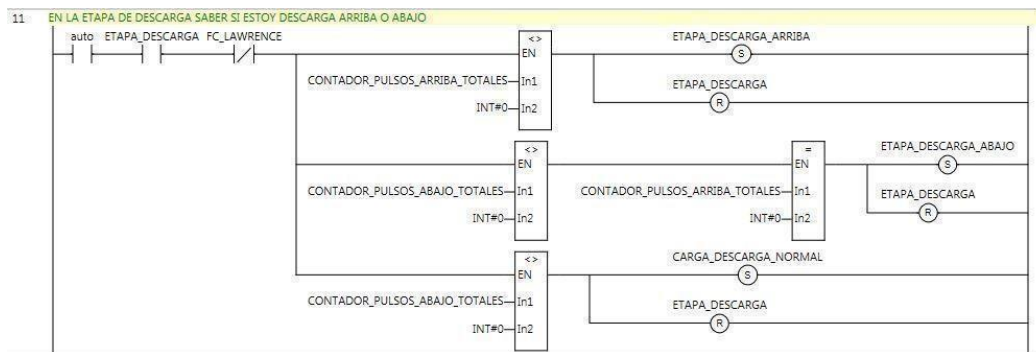 11 EN LA ETAPA DE DESCARGA SABER SI ESTOY DESCARGA ARRIBA O ABAJO
auto ETAPA_DESCARGA FC_LAWRENCE <> ETAPA_DESCARGA_ARRIBA
EN S
CONTADOR_PULSOS_ARRIBA_TOTALES In1 ETAPA_DESCARGA
INT#0 In2 R
<> = ETAPA_DESCARGA_ABAJO
EN EN S
CONTADOR_PULSOS_ABAJO_TOTALES In1 CONTADOR_PULSOS_ARRIBA_TOTALES In1 ETAPA_DESCARGA
INT#0 In2 INT#0 In2 R
<> CARGA_DESCARGA_NORMAL
EN S
CONTADOR_PULSOS_ABAJO_TOTALES In1 ETAPA_DESCARGA
INT#0 In2 R